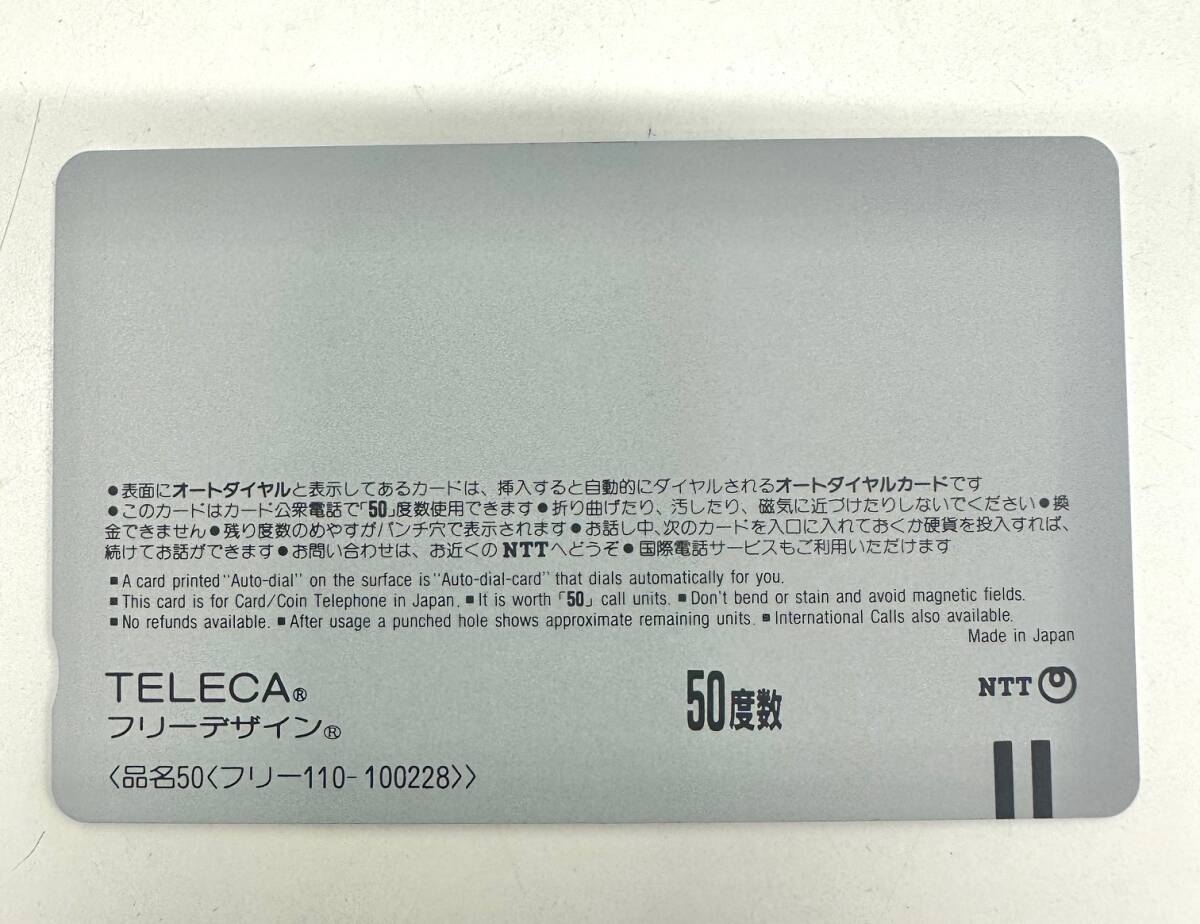 ●表面にオートダイヤルと表示してあるカードは、挿入すると自動的にダイヤルされるオートダイヤルカードです
●このカードはカード公衆電話で「50」度数使用できます●折り曲げたり、汚したり、磁気に近づけたりしないでください●換
金できません●残り度数のめやすがパンチ穴で表示されます●お話し中、次のカードを入口に入れておくか硬貨を投入すれば、
続けてお話ができます●お問い合わせは、お近くのNTTへどうぞ●国際電話サービスもご利用いただけます
■A card printed "Auto-dial" on the surface is "Auto-dial-card" that dials automatically for you.
■This card is for Card/Coin Telephone in Japan. ■It is worth「50」call units. ■Don't bend or stain and avoid magnetic fields.
■No refunds available. ■After usage a punched hole shows approximate remaining units. ■International Calls also available.
Made in Japan
TELECA®
フリーデザイン®
50度数
NTT
〈品名50〈フリー110-100228〉〉